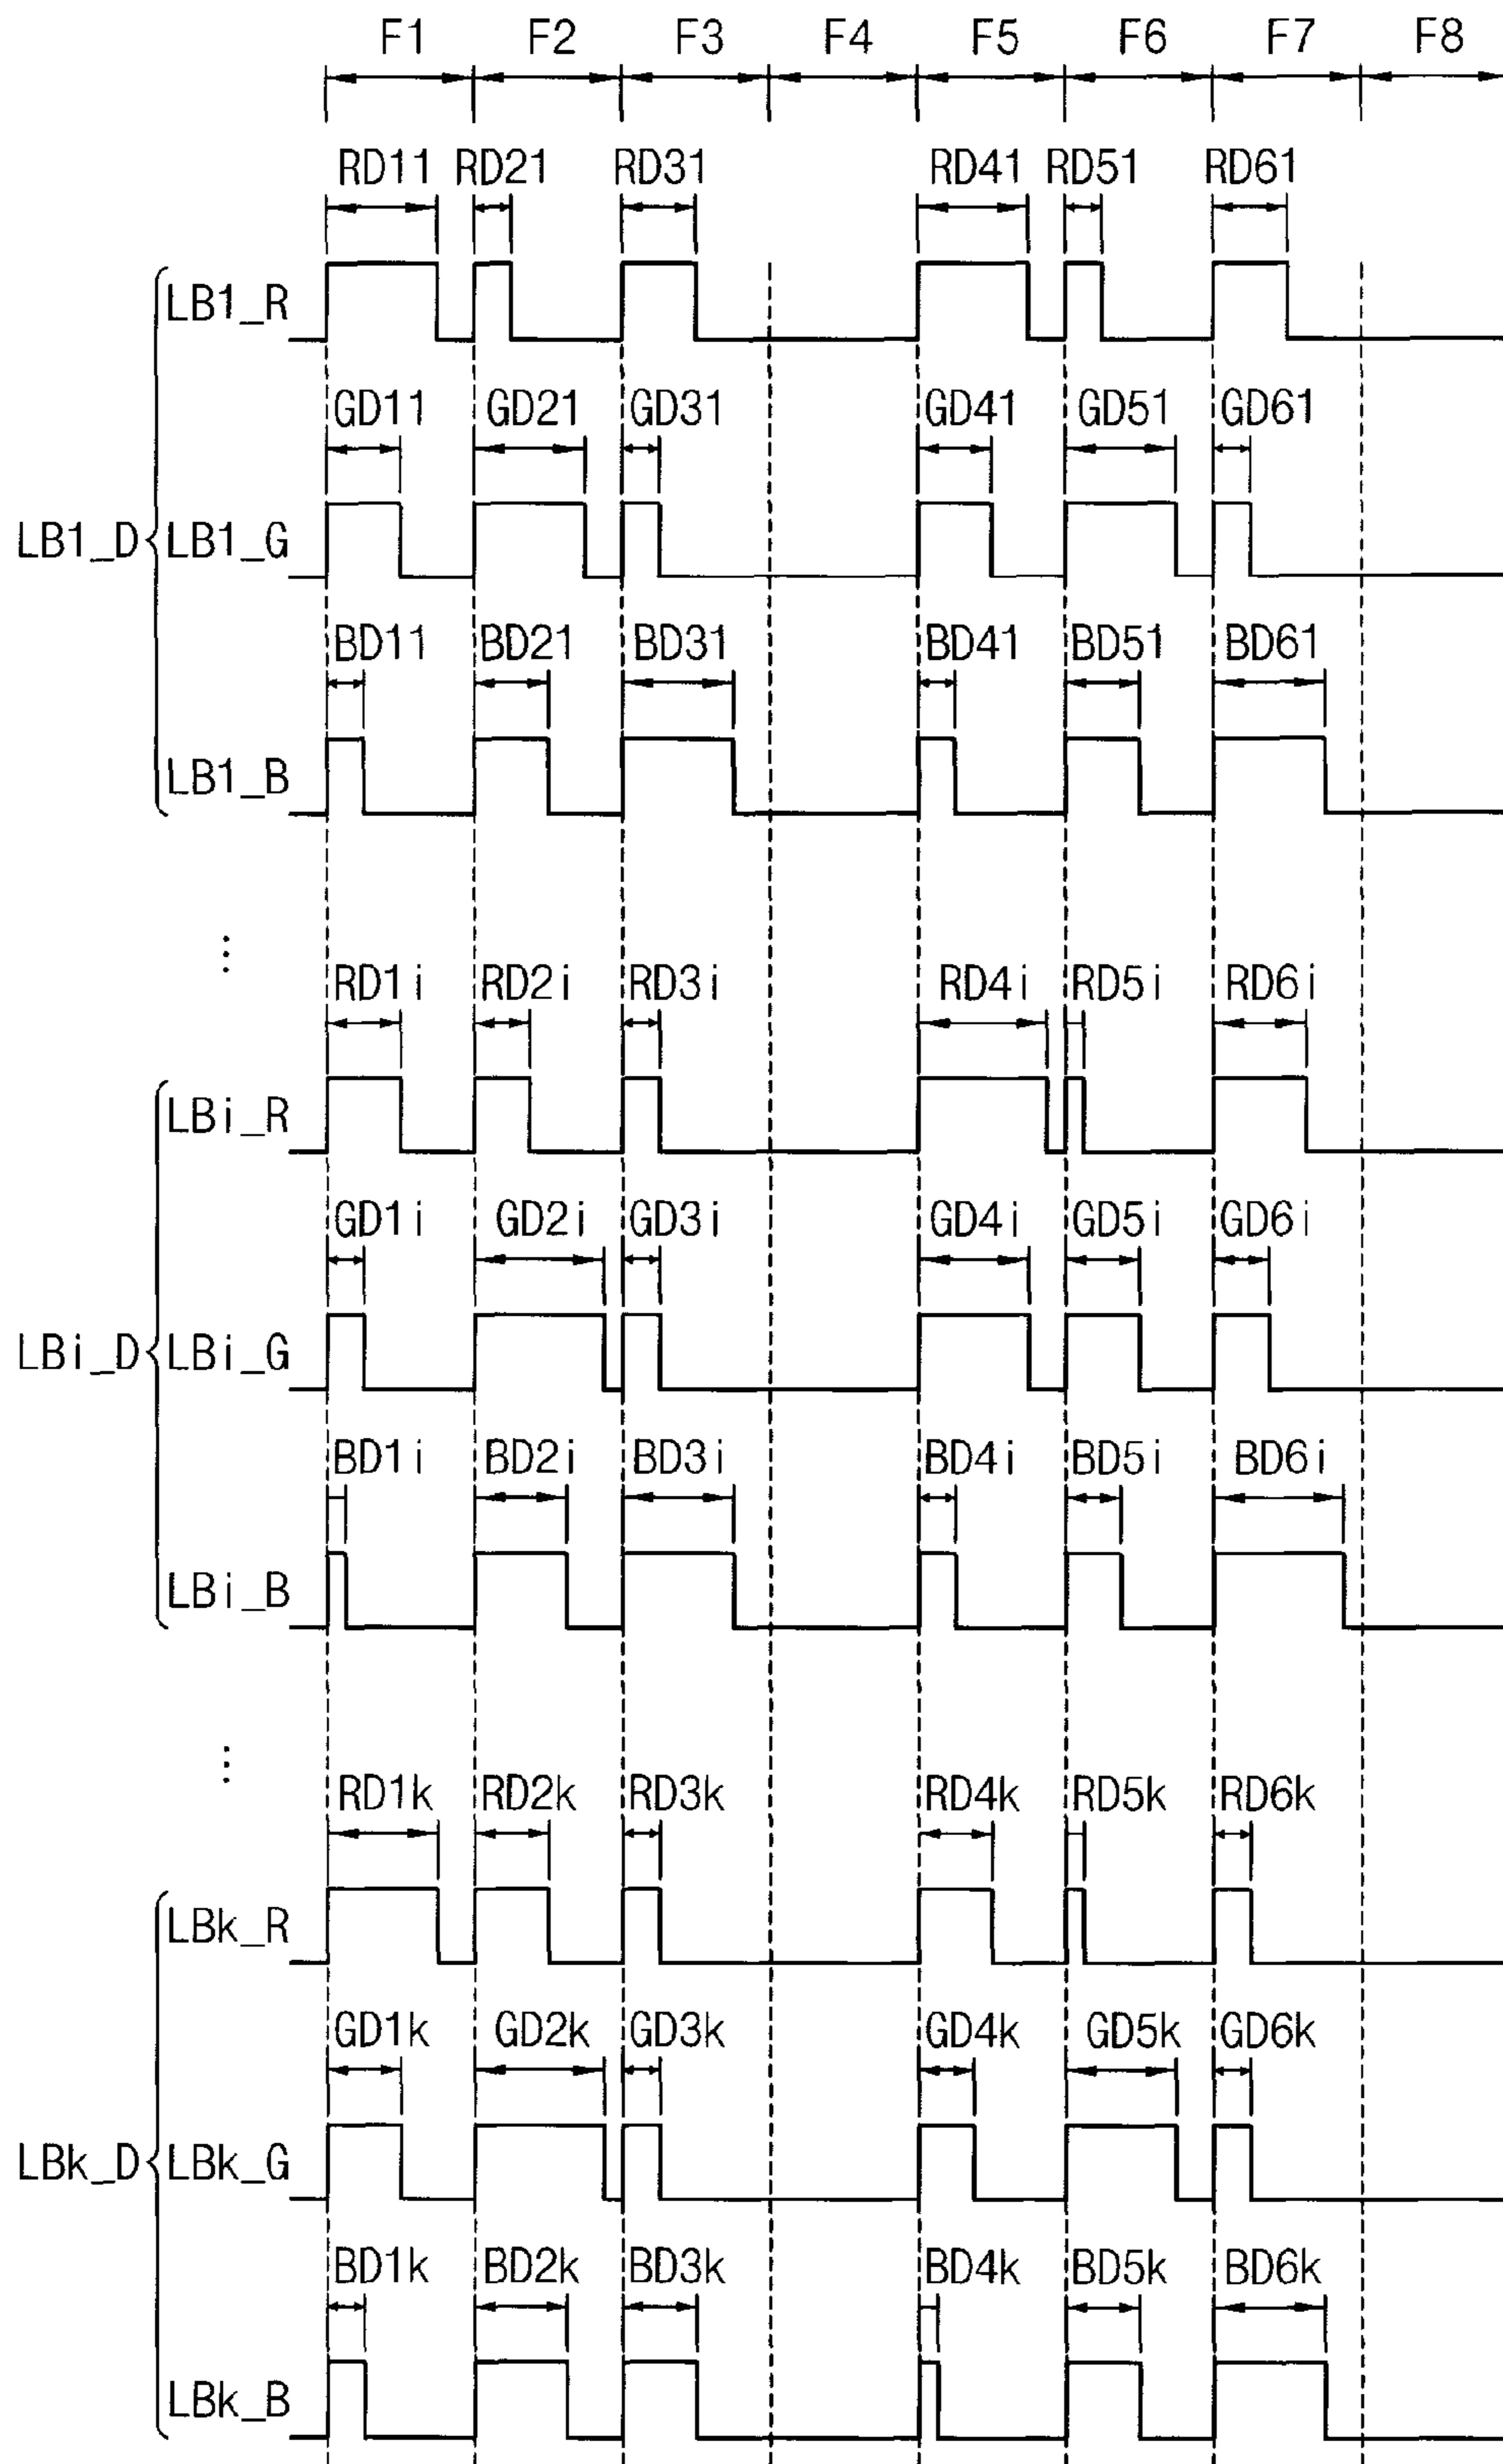 F1 F2 F3 F4 F5 F6 F7 F8
RD11 RD21 RD31 RD41 RD51 RD61
LB1_R
GD11 GD21 GD31 GD41 GD51 GD61
LB1_D LB1_G
BD11 BD21 BD31 BD41 BD51 BD61
LB1_B
⋮
RD1i RD2i RD3i RD4i RD5i RD6i
LBi_R
GD1i GD2i GD3i GD4i GD5i GD6i
LBi_D LBi_G
BD1i BD2i BD3i BD4i BD5i BD6i
LBi_B
⋮
RD1k RD2k RD3k RD4k RD5k RD6k
LBk_R
GD1k GD2k GD3k GD4k GD5k GD6k
LBk_D LBk_G
BD1k BD2k BD3k BD4k BD5k BD6k
LBk_B